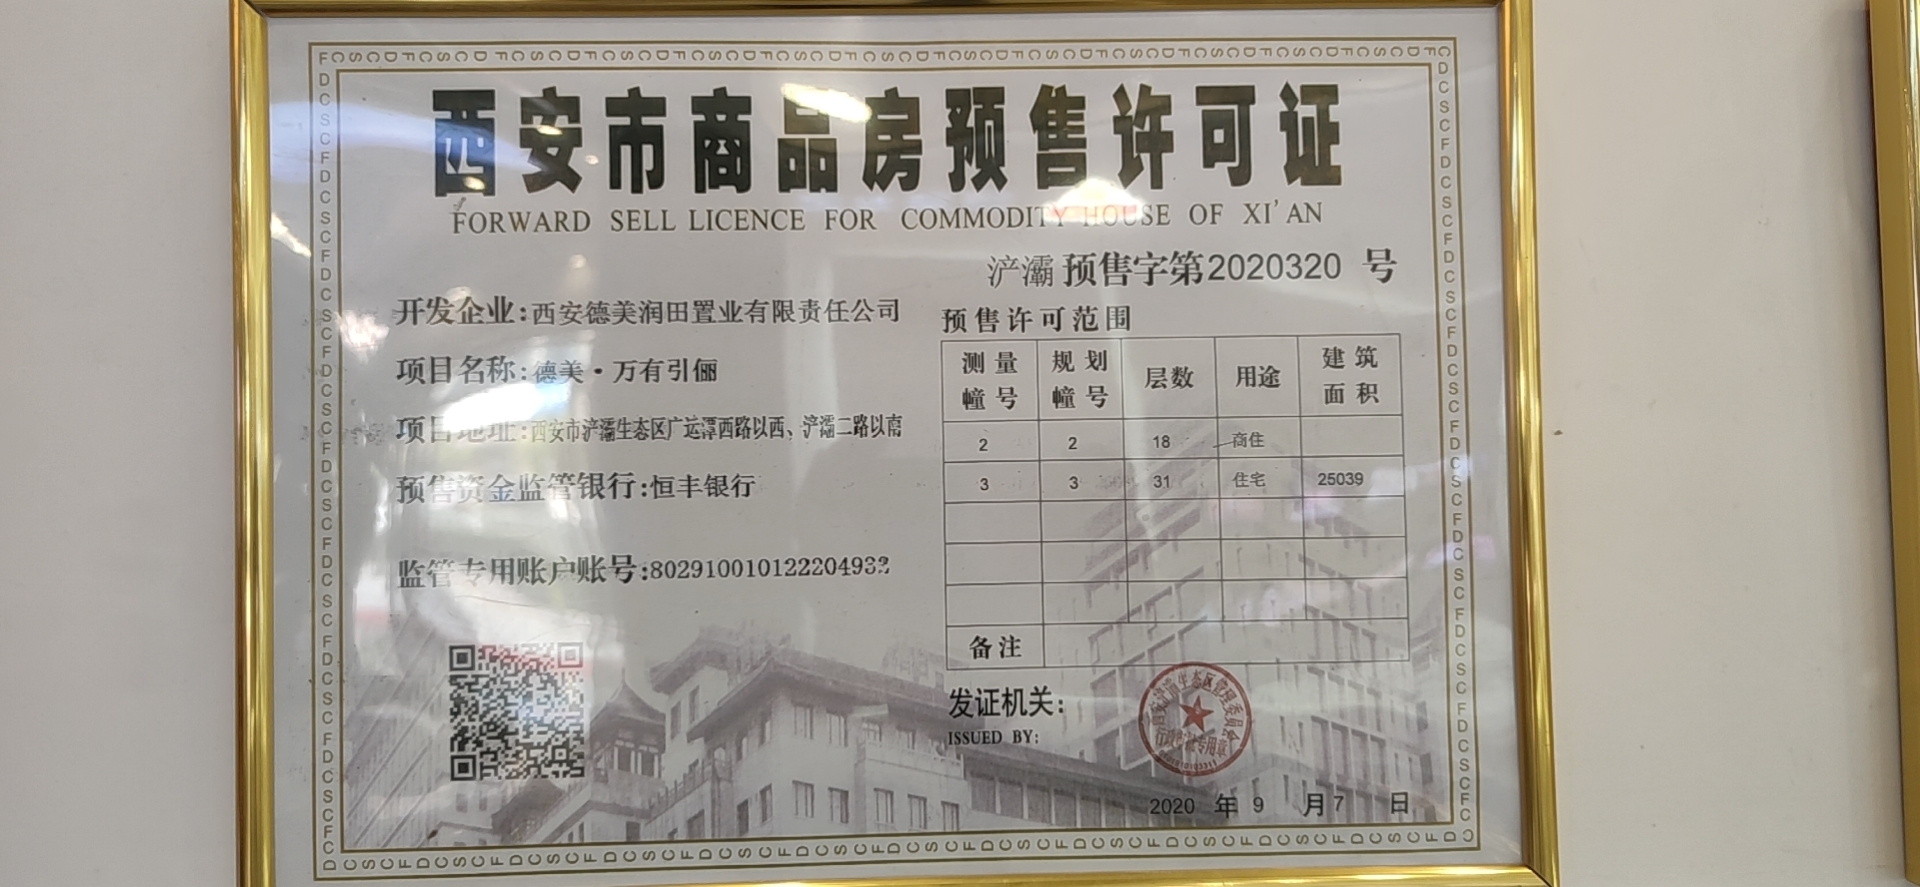 西安市商品房预售许可证
FORWARD SELL LICENCE FOR COMMODITY HOUSE OF XI'AN
浐灞 预售字第2020320 号
开发企业:西安德美润田置业有限责任公司
项目名称:德美·万有引俪
项目地址:西安市浐灞生态区广运潭西路以西、浐灞二路以南
预售资金监管银行:恒丰银行
监管专用账户账号:802910010122204932
预售许可范围
测量幢号 规划幢号 层数 用途 建筑面积
2 2 18 商住
3 3 31 住宅 25039
备注
发证机关:
ISSUED BY:
2020 年 9 月 7 日